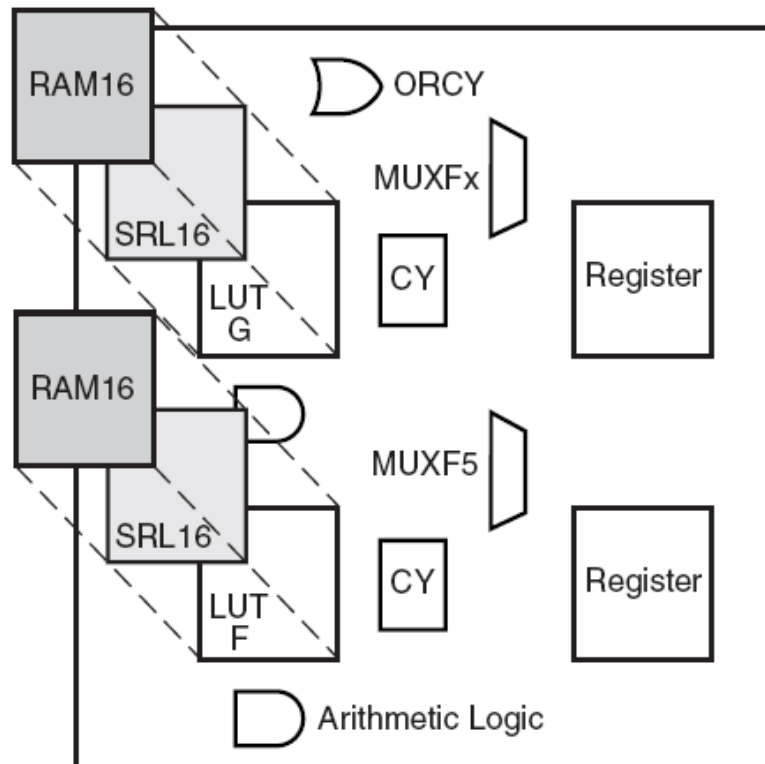 RAM16
ORCY
MUXFx
SRL16
CY
Register
LUT
G
RAM16
MUXF5
SRL16
CY
Register
LUT
F
Arithmetic Logic